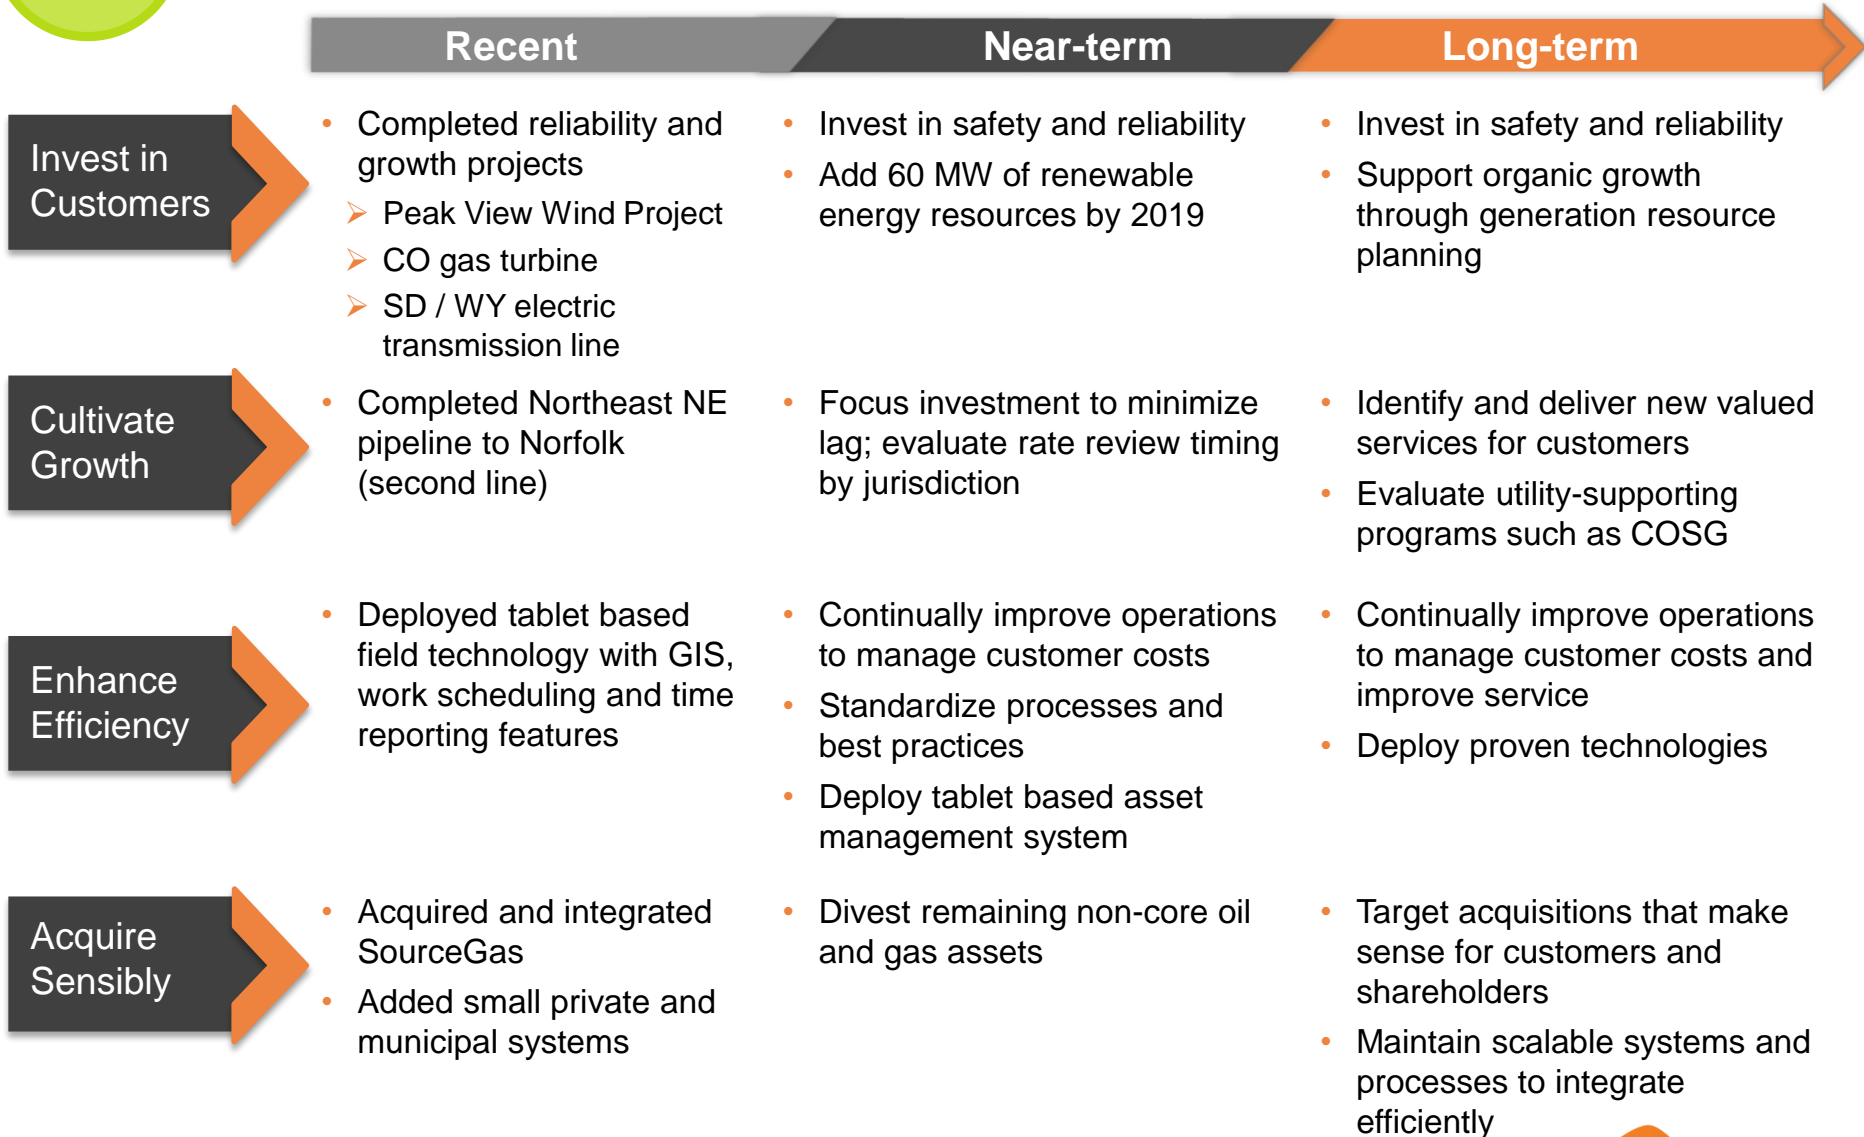 Recent
Near-term
Long-term
Invest in
Customers
• Completed reliability and
growth projects
➢ Peak View Wind Project
➢ CO gas turbine
➢ SD / WY electric
transmission line
• Invest in safety and reliability
• Add 60 MW of renewable
energy resources by 2019
• Invest in safety and reliability
• Support organic growth
through generation resource
planning
Cultivate
Growth
• Completed Northeast NE
pipeline to Norfolk
(second line)
• Focus investment to minimize
lag; evaluate rate review timing
by jurisdiction
• Identify and deliver new valued
services for customers
• Evaluate utility-supporting
programs such as COSG
Enhance
Efficiency
• Deployed tablet based
field technology with GIS,
work scheduling and time
reporting features
• Continually improve operations
to manage customer costs
• Standardize processes and
best practices
• Deploy tablet based asset
management system
• Continually improve operations
to manage customer costs and
improve service
• Deploy proven technologies
Acquire
Sensibly
• Acquired and integrated
SourceGas
• Added small private and
municipal systems
• Divest remaining non-core oil
and gas assets
• Target acquisitions that make
sense for customers and
shareholders
• Maintain scalable systems and
processes to integrate
efficiently